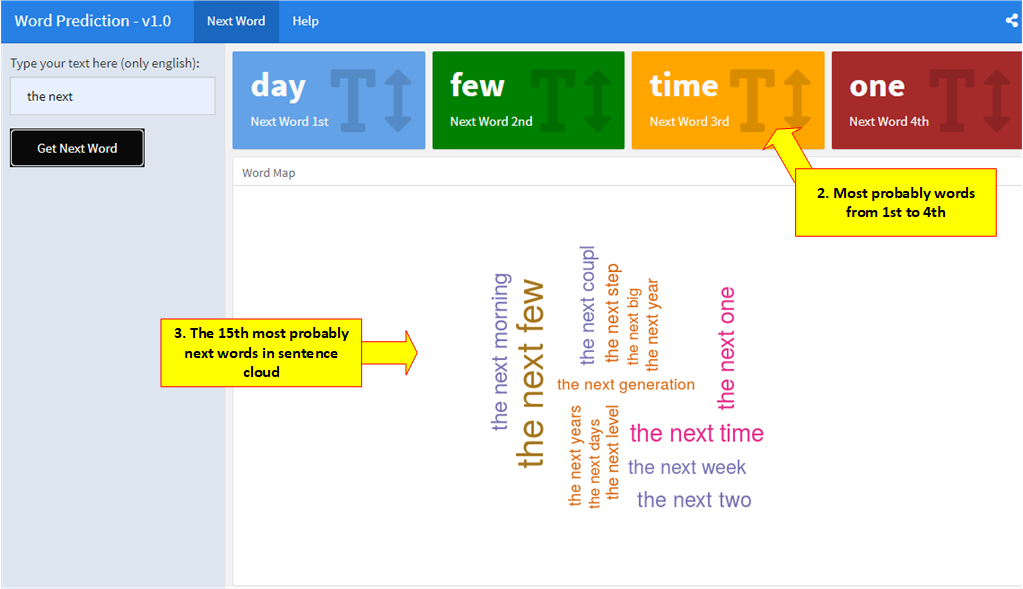 Word Prediction - v1.0 Next Word Help
Type your text here (only english):
the next
Get Next Word
day
Next Word 1st
few
Next Word 2nd
time
Next Word 3rd
one
Next Word 4th
2. Most probably words
from 1st to 4th
Word Map
3. The 15th most probably
next words in sentence
cloud
the next morning
the next few
the next coupl
the next step
the next big
the next year
the next one
the next generation
the next years
the next days
the next level
the next time
the next week
the next two